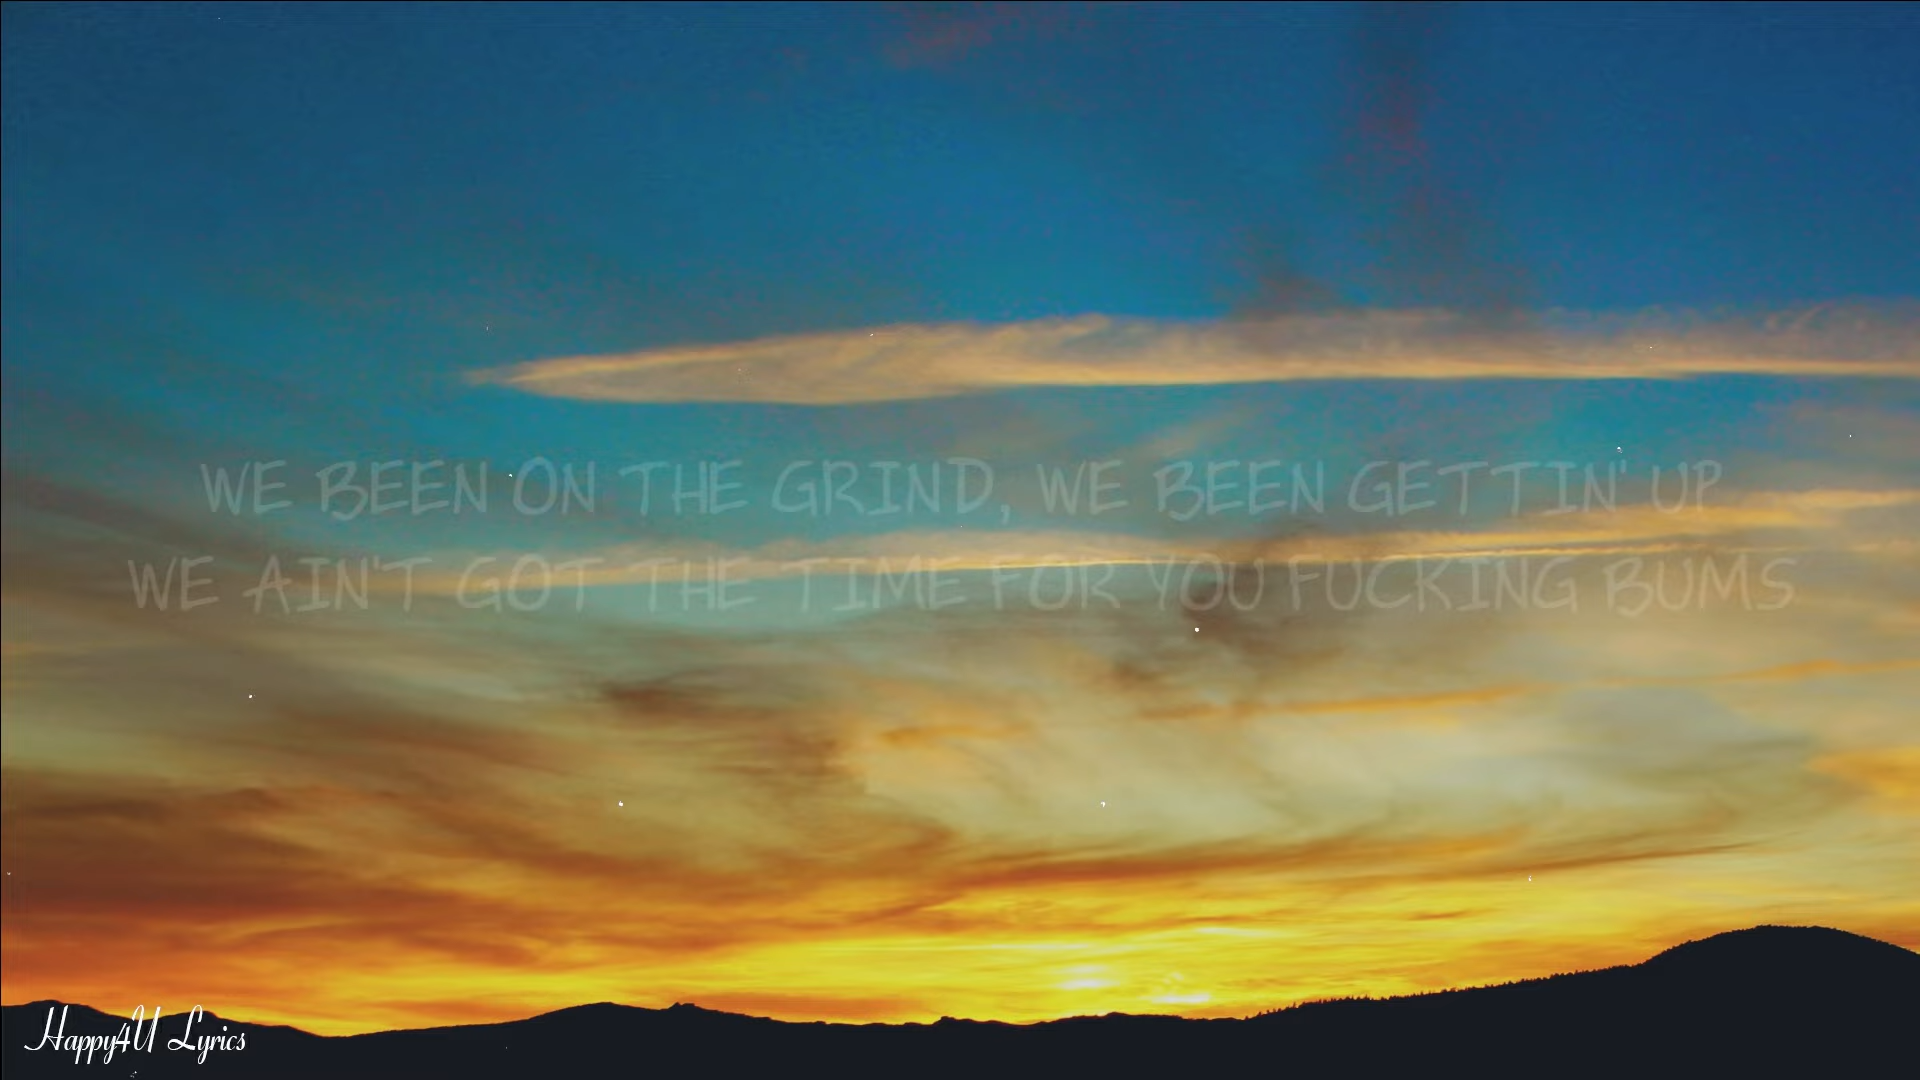 WE BEEN ON THE GRIND, WE BEEN GETTIN' UP
WE AIN'T GOT THE TIME FOR YOU FUCKING BUMS
Happy4U Lyrics